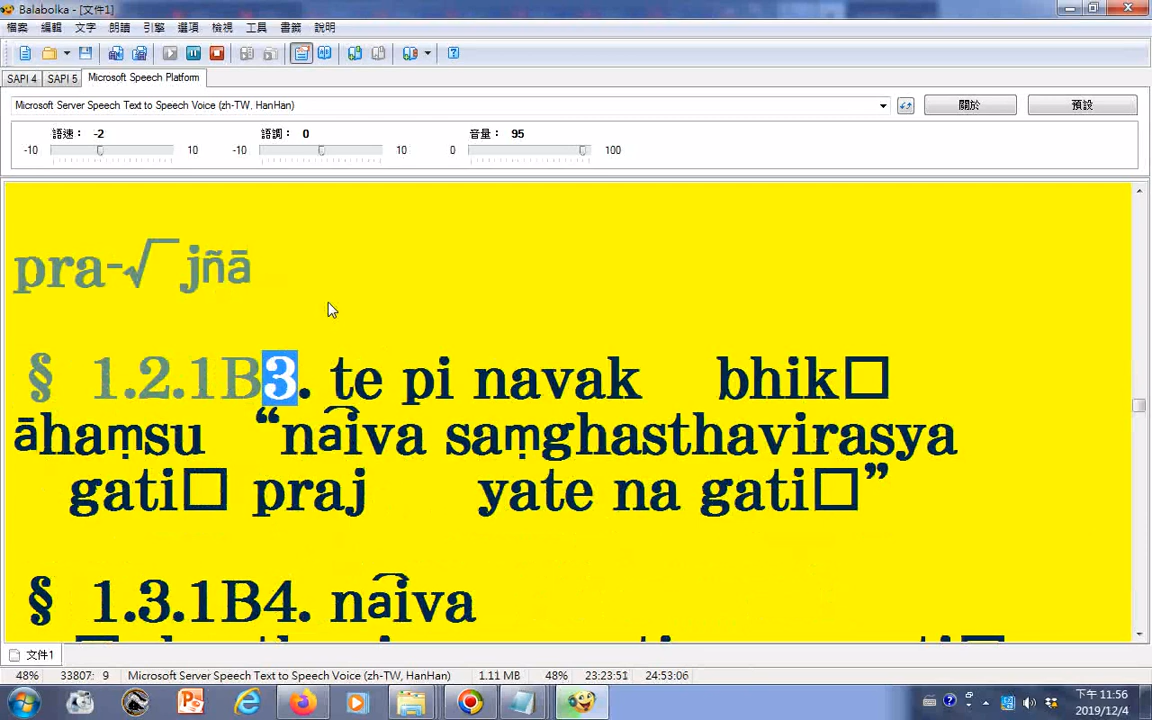 Balabolka - [文件1]
檔案 編輯 文字 朗讀 引擎 選項 檢視 工具 書籤 說明
SAPI 4 SAPI 5 Microsoft Speech Platform
Microsoft Server Speech Text to Speech Voice (zh-TW, HanHan) 關於 預設
語速： -2 語調： 0 音量： 95
-10 10 -10 10 0 100
pra-√jñā
§ 1.2.1B3. te pi navak bhik□
āhaṃsu “nāiva saṃghasthavirasya
gati□ praj yate na gati□”
§ 1.3.1B4. nāiva
文件1
48% 33807: 9 Microsoft Server Speech Text to Speech Voice (zh-TW, HanHan) 1.11 MB 48% 23:23:51 24:53:06
下午 11:56
2019/12/4